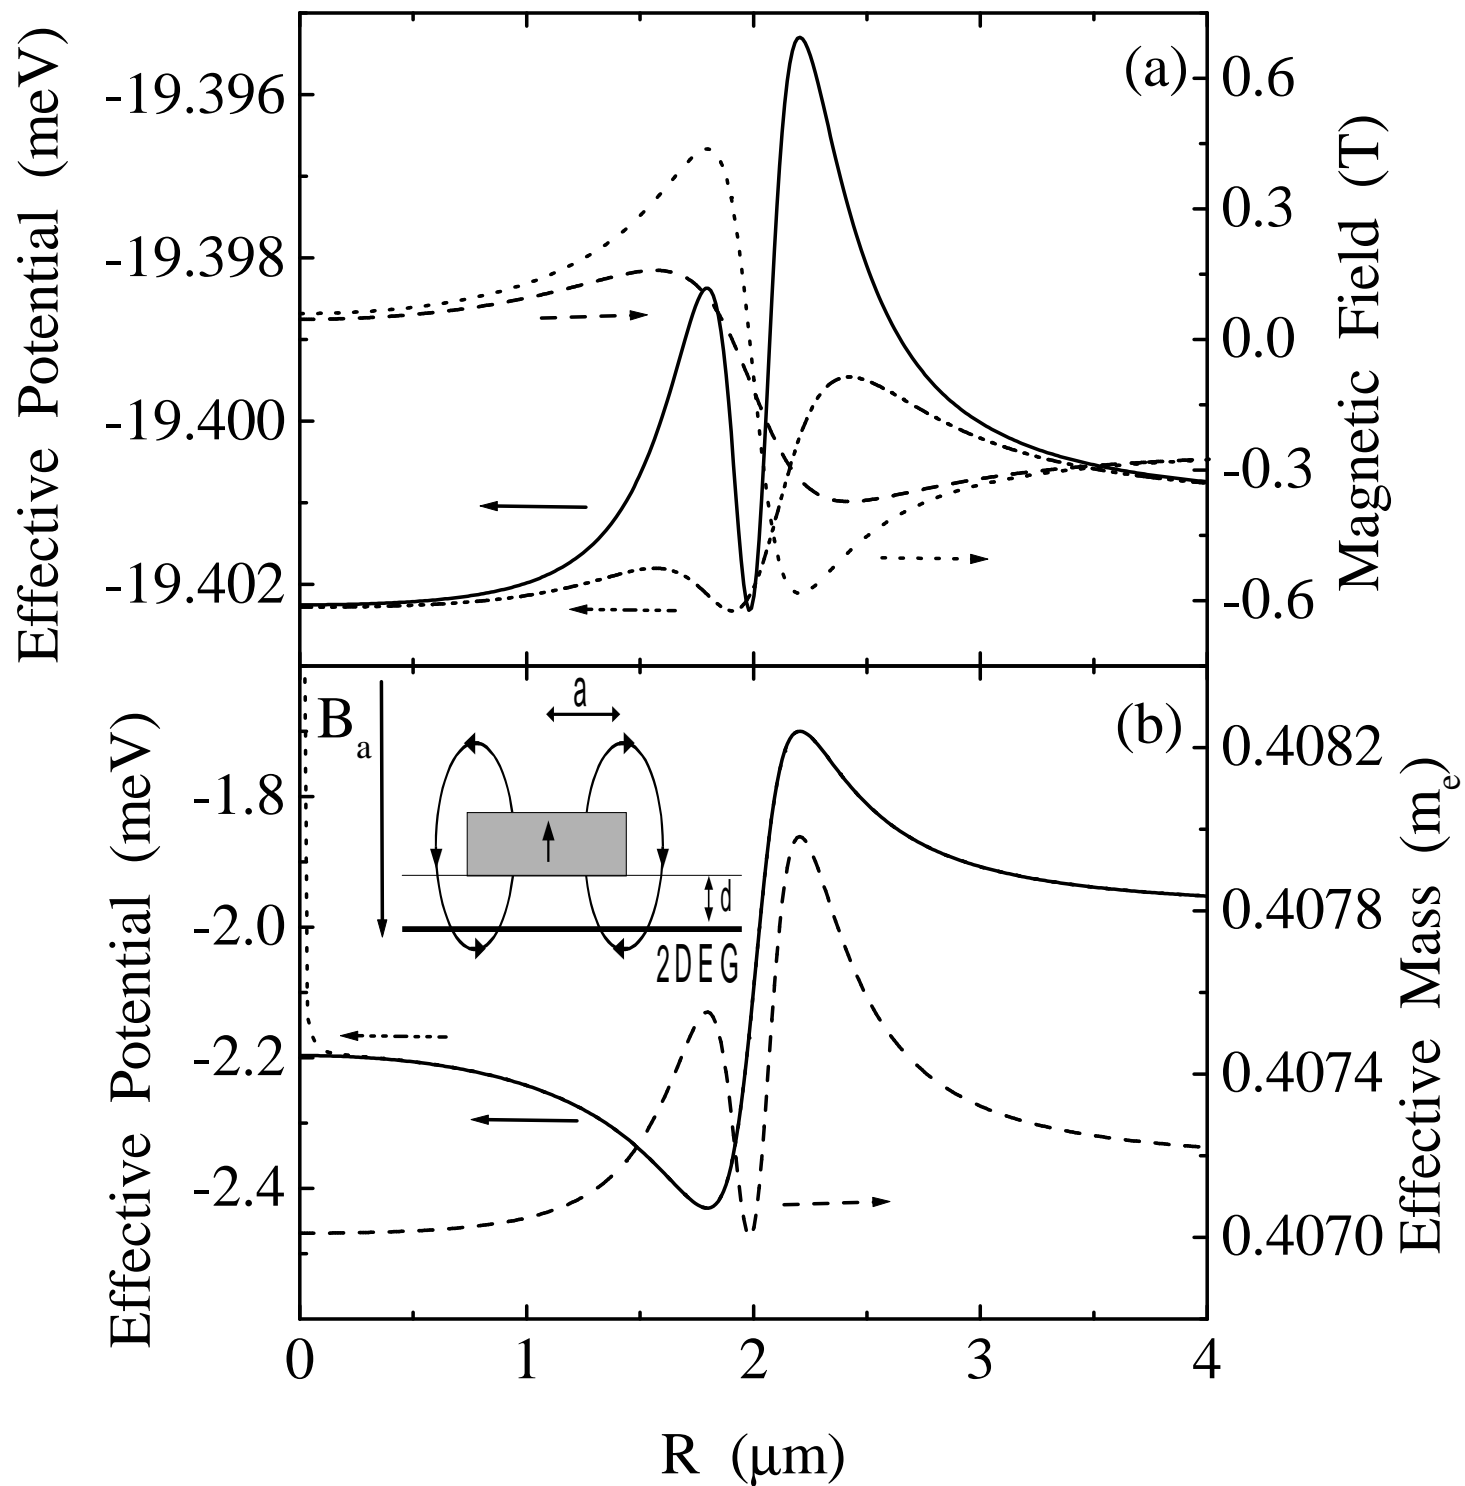 (a)
Effective Potential (meV)
-19.396
-19.398
-19.400
-19.402
0.6
0.3
0.0
-0.3
-0.6
Magnetic Field (T)
(b)
Effective Potential (meV)
-1.8
-2.0
-2.2
-2.4
Ba
a
d
2DEG
0.4082
0.4078
0.4074
0.4070
Effective Mass (me)
0 1 2 3 4
R (μm)